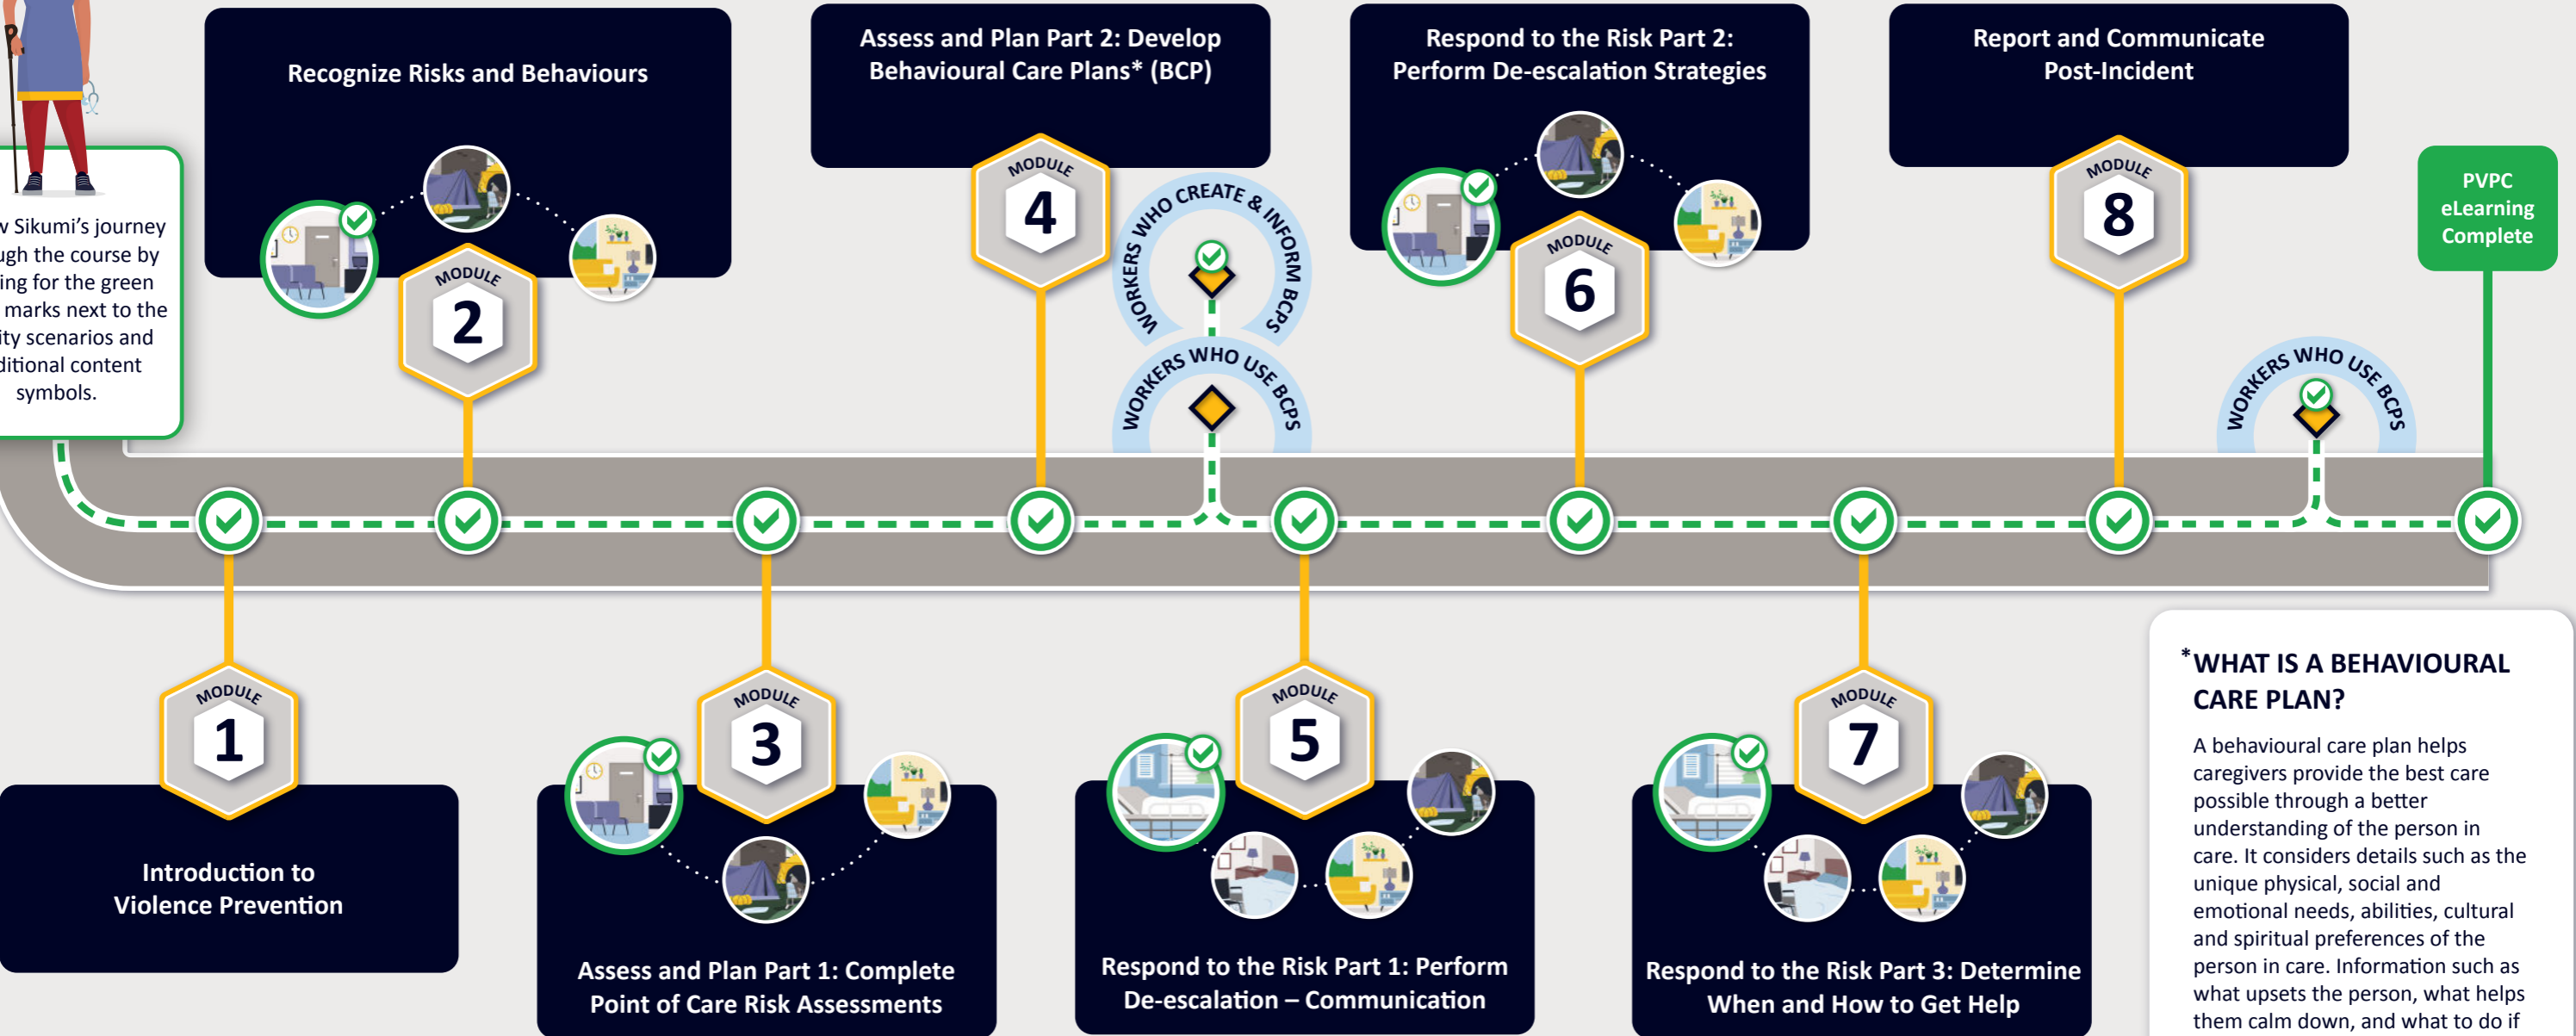 Recognize Risks and Behaviours
MODULE
2
Assess and Plan Part 2: Develop
Behavioural Care Plans* (BCP)
MODULE
4
WORKERS WHO CREATE & INFORM BCPS
WORKERS WHO USE BCPS
Respond to the Risk Part 2:
Perform De-escalation Strategies
MODULE
6
Report and Communicate
Post-Incident
MODULE
8
WORKERS WHO USE BCPS
PVPC
eLearning
Complete
Sikumi's journey
the course by
for the green
marks next to the
scenarios and
content
symbols.
MODULE
1
Introduction to
Violence Prevention
MODULE
3
Assess and Plan Part 1: Complete
Point of Care Risk Assessments
MODULE
5
Respond to the Risk Part 1: Perform
De-escalation – Communication
MODULE
7
Respond to the Risk Part 3: Determine
When and How to Get Help
*WHAT IS A BEHAVIOURAL
CARE PLAN?
A behavioural care plan helps
caregivers provide the best care
possible through a better
understanding of the person in
care. It considers details such as the
unique physical, social and
emotional needs, abilities, cultural
and spiritual preferences of the
person in care. Information such as
what upsets the person, what helps
them calm down, and what to do if